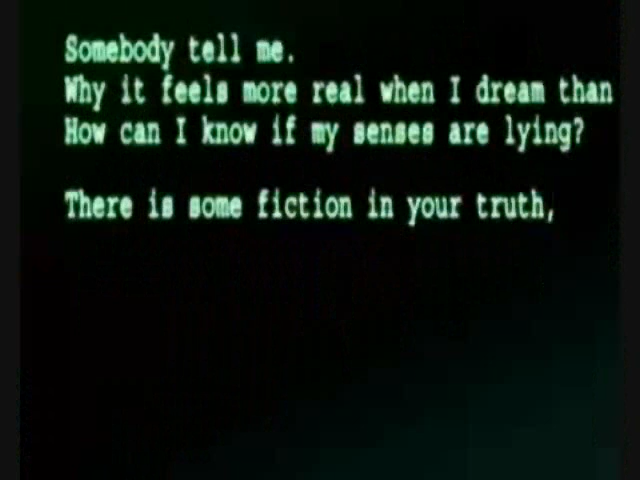 Somebody tell me.
Why it feels more real when I dream than
How can I know if my senses are lying?
There is some fiction in your truth,